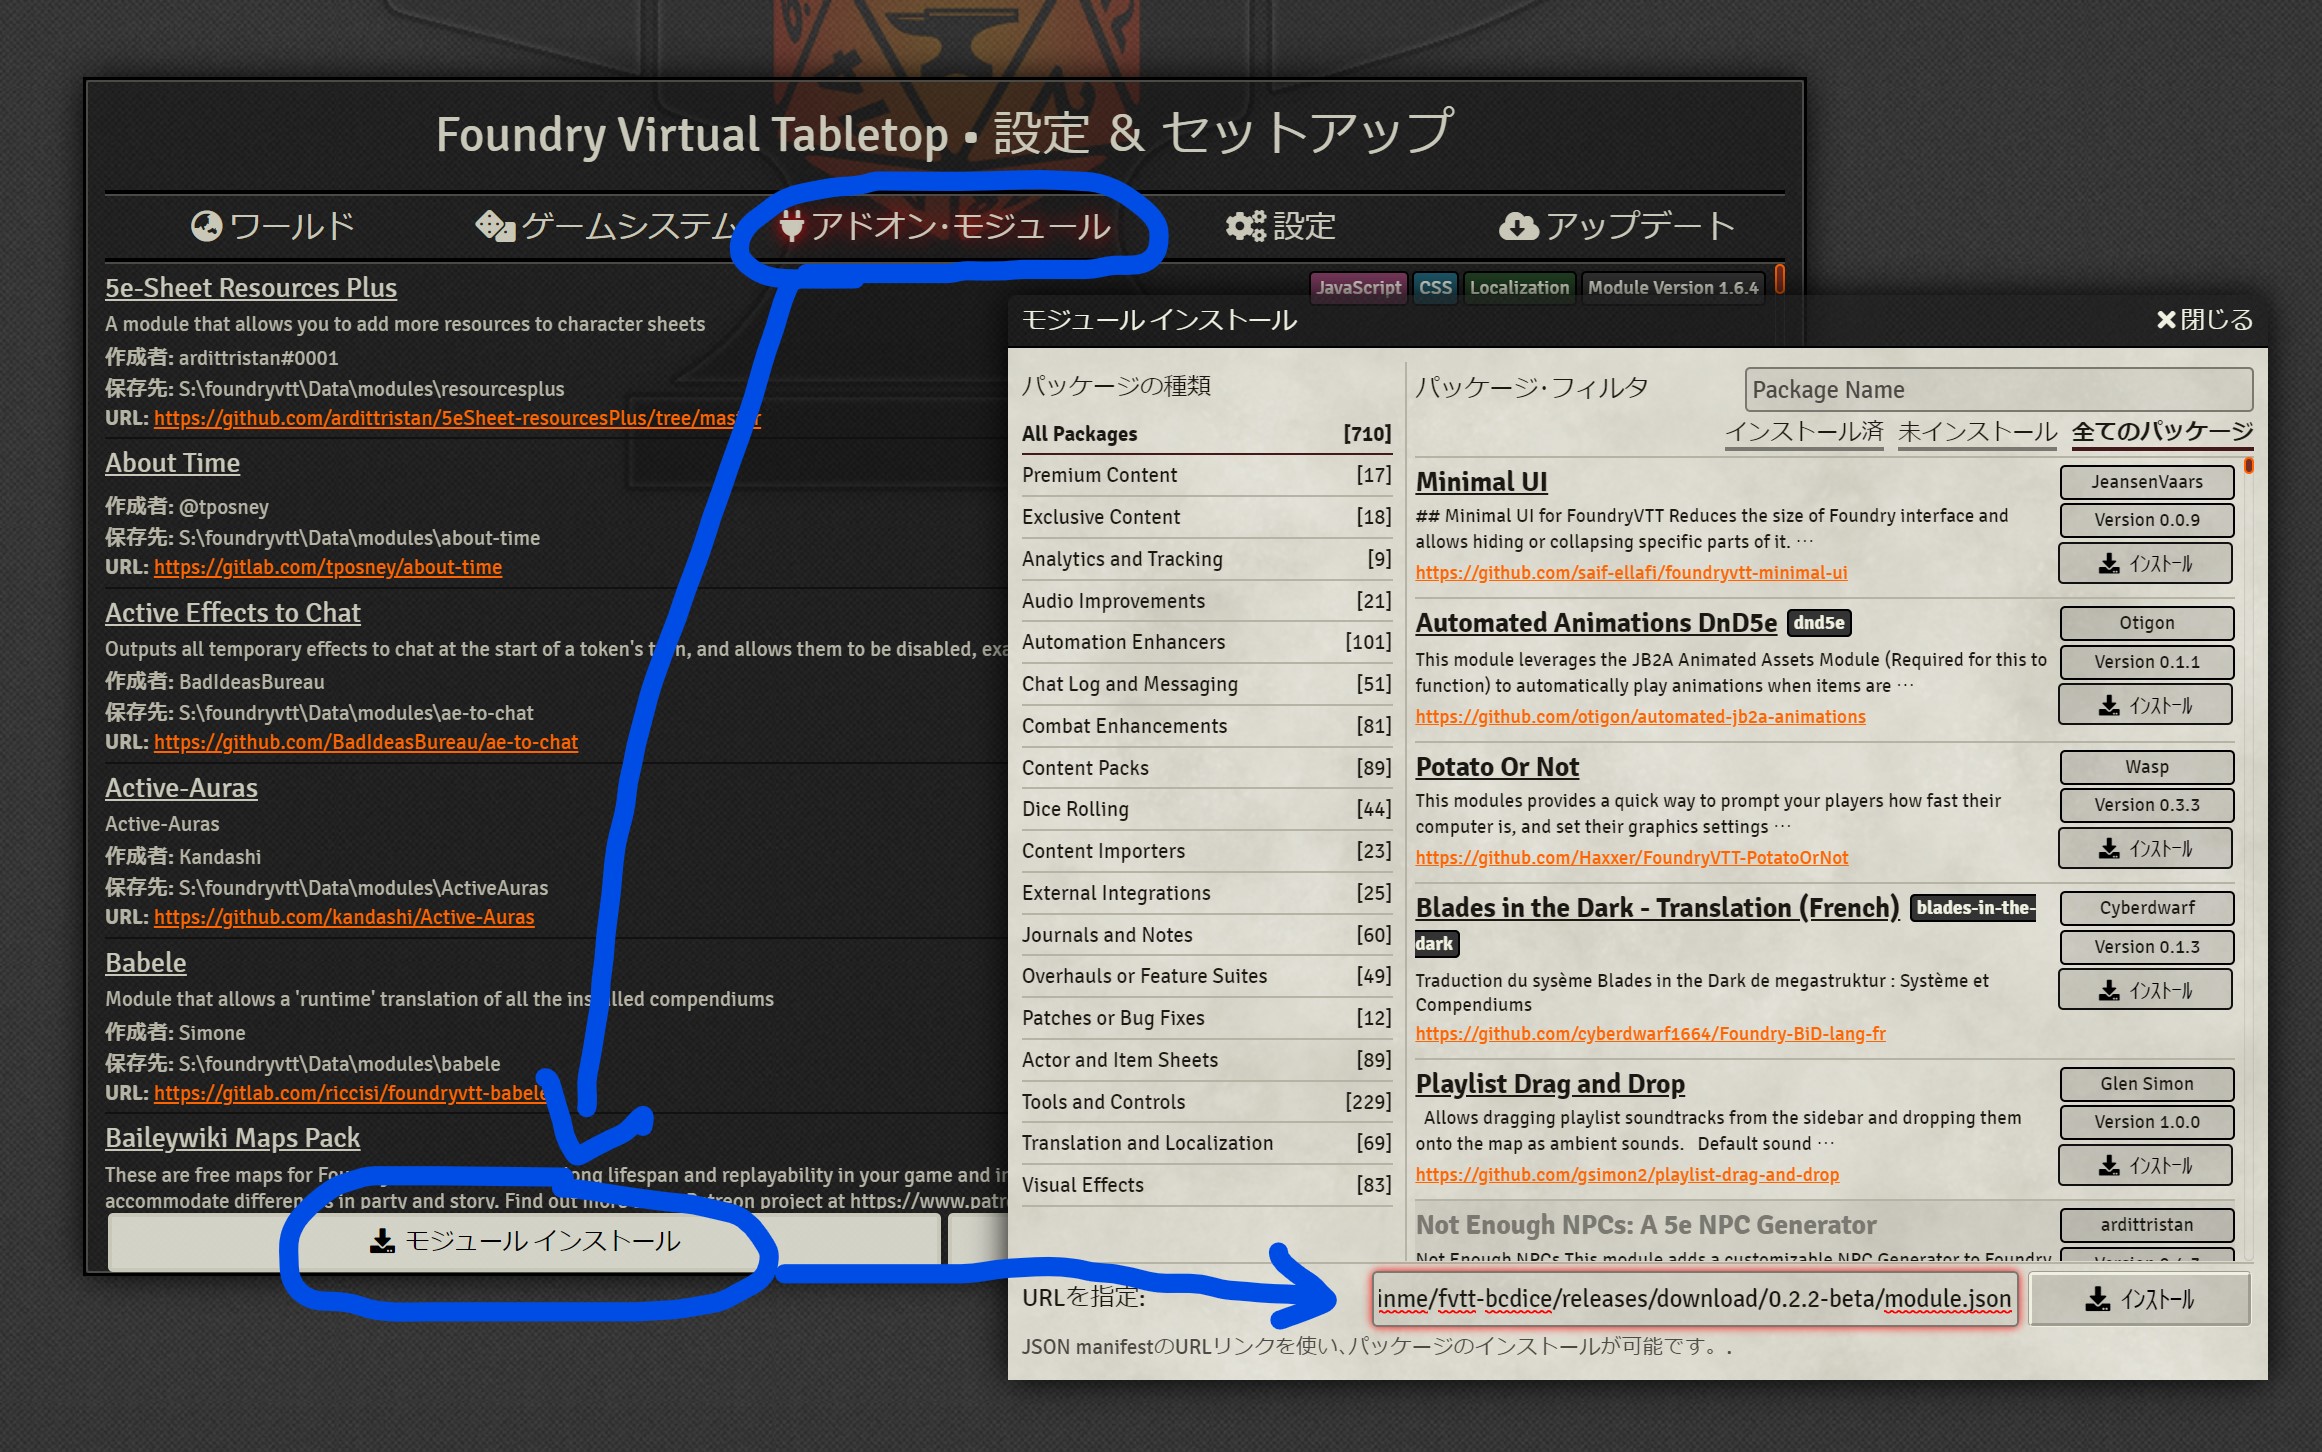 Foundry Virtual Tabletop • 設定 & セットアップ
ワールド ゲームシステム アドオン・モジュール 設定 アップデート
5e-Sheet Resources Plus
JavaScript CSS Localization Module Version 1.6.4
A module that allows you to add more resources to character sheets
作成者: ardittristan#0001
保存先: S:\foundryvtt\Data\modules\resourcesplus
URL: https://github.com/ardittristan/5eSheet-resourcesPlus/tree/master
About Time
作成者: @tposney
保存先: S:\foundryvtt\Data\modules\about-time
URL: https://gitlab.com/tposney/about-time
Active Effects to Chat
Outputs all temporary effects to chat at the start of a token's turn, and allows them to be disabled, exa
作成者: BadIdeasBureau
保存先: S:\foundryvtt\Data\modules\ae-to-chat
URL: https://github.com/BadIdeasBureau/ae-to-chat
Active-Auras
Active-Auras
作成者: Kandashi
保存先: S:\foundryvtt\Data\modules\ActiveAuras
URL: https://github.com/kandashi/Active-Auras
Babele
Module that allows a 'runtime' translation of all the installed compendiums
作成者: Simone
保存先: S:\foundryvtt\Data\modules\babele
URL: https://gitlab.com/riccisi/foundryvtt-babele
Baileywiki Maps Pack
These are free maps for long lifespan and replayability in your game and in
accommodate differences in party and story. Find out more Patreon project at https://www.patre
モジュール インストール
モジュール インストール
閉じる
パッケージの種類
All Packages [710]
Premium Content [17]
Exclusive Content [18]
Analytics and Tracking [9]
Audio Improvements [21]
Automation Enhancers [101]
Chat Log and Messaging [51]
Combat Enhancements [81]
Content Packs [89]
Dice Rolling [44]
Content Importers [23]
External Integrations [25]
Journals and Notes [60]
Overhauls or Feature Suites [49]
Patches or Bug Fixes [12]
Actor and Item Sheets [89]
Tools and Controls [229]
Translation and Localization [69]
Visual Effects [83]
パッケージ・フィルタ Package Name
インストール済 未インストール 全てのパッケージ
Minimal UI
## Minimal UI for FoundryVTT Reduces the size of Foundry interface and
allows hiding or collapsing specific parts of it. …
https://github.com/saif-ellafi/foundryvtt-minimal-ui
JeansenVaars
Version 0.0.9
インストール
Automated Animations DnD5e dnd5e
This module leverages the JB2A Animated Assets Module (Required for this to
function) to automatically play animations when items are …
https://github.com/otigon/automated-jb2a-animations
Otigon
Version 0.1.1
インストール
Potato Or Not
This modules provides a quick way to prompt your players how fast their
computer is, and set their graphics settings …
https://github.com/Haxxer/FoundryVTT-PotatoOrNot
Wasp
Version 0.3.3
インストール
Blades in the Dark - Translation (French) blades-in-the-
dark
Traduction du sysème Blades in the Dark de megastruktur : Système et
Compendiums
https://github.com/cyberdwarf1664/Foundry-BiD-lang-fr
Cyberdwarf
Version 0.1.3
インストール
Playlist Drag and Drop
Allows dragging playlist soundtracks from the sidebar and dropping them
onto the map as ambient sounds. Default sound …
https://github.com/gsimon2/playlist-drag-and-drop
Glen Simon
Version 1.0.0
インストール
Not Enough NPCs: A 5e NPC Generator
Not Enough NPCs This module adds a customizable NPC Generator to Foundry
ardittristan
URLを指定:
inme/fvtt-bcdice/releases/download/0.2.2-beta/module.json
インストール
JSON manifestのURLリンクを使い、パッケージのインストールが可能です。.